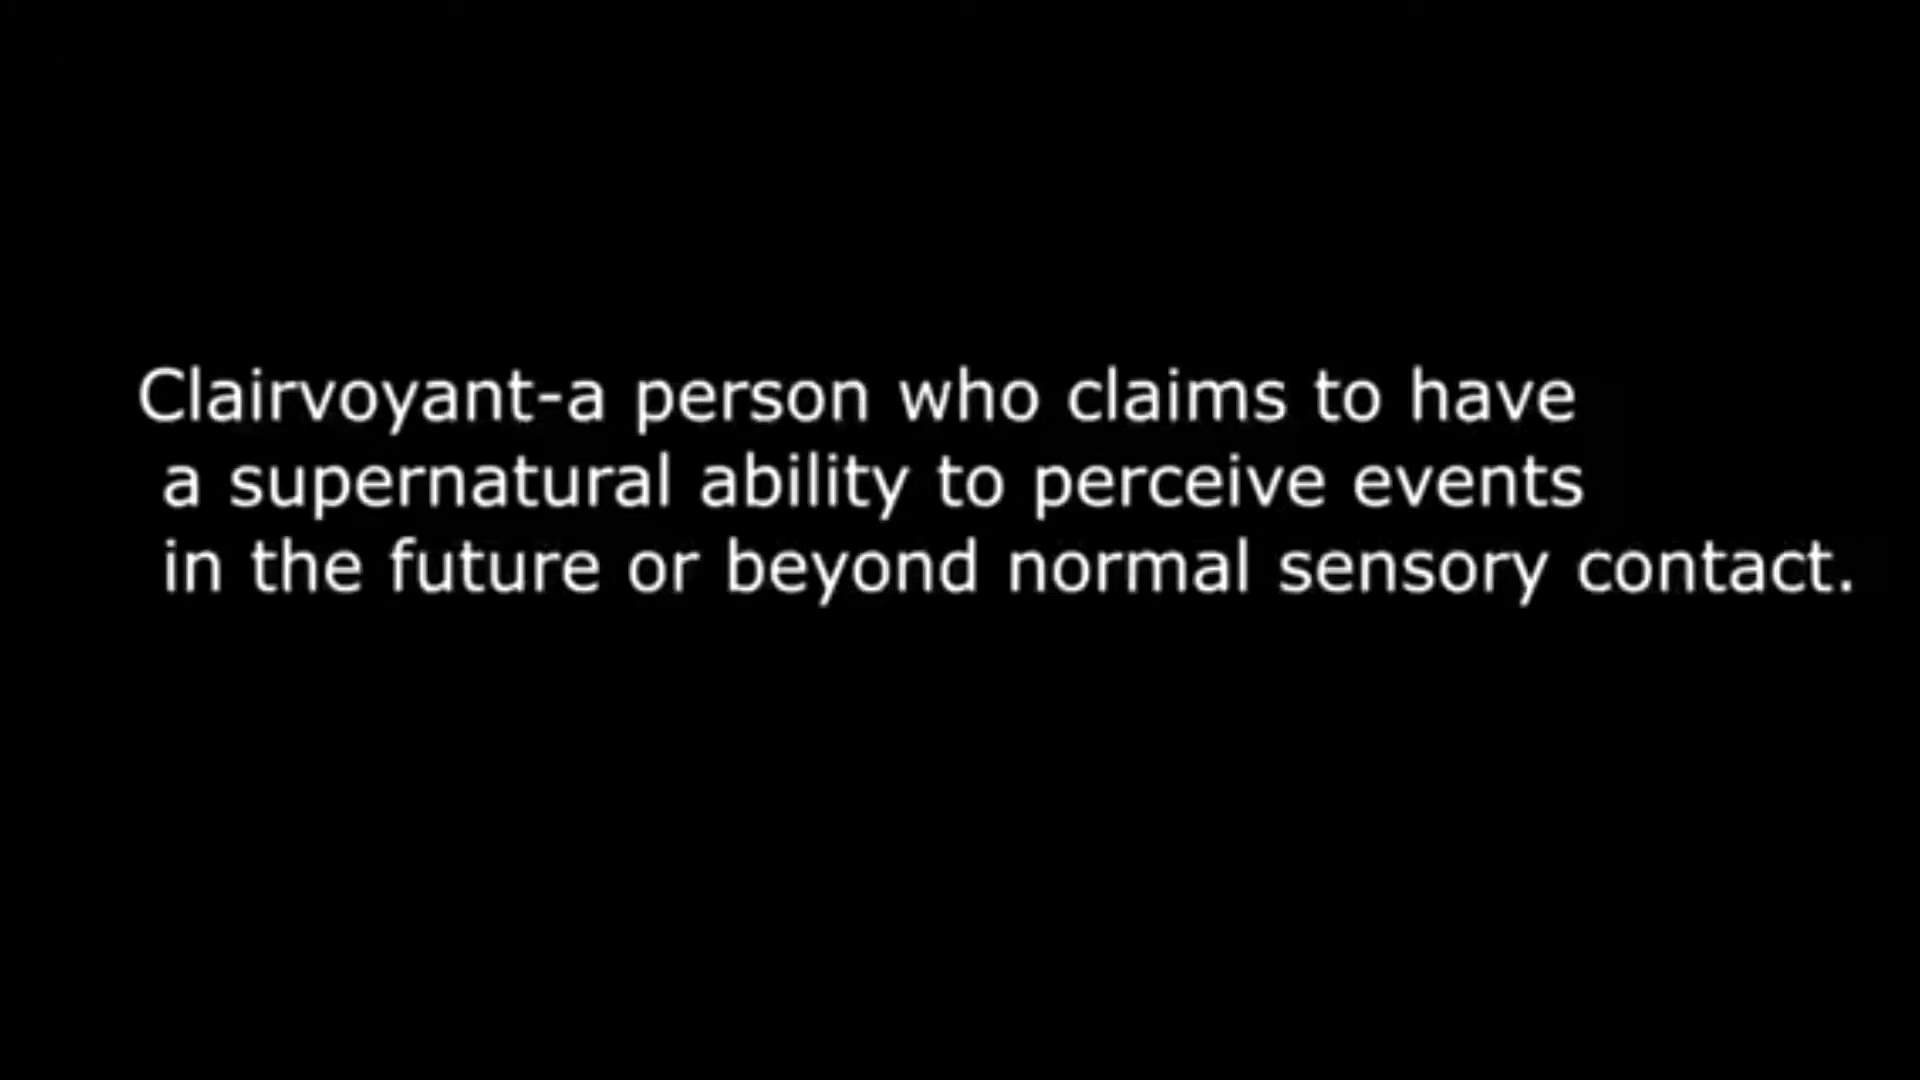 Clairvoyant-a person who claims to have
a supernatural ability to perceive events
in the future or beyond normal sensory contact.